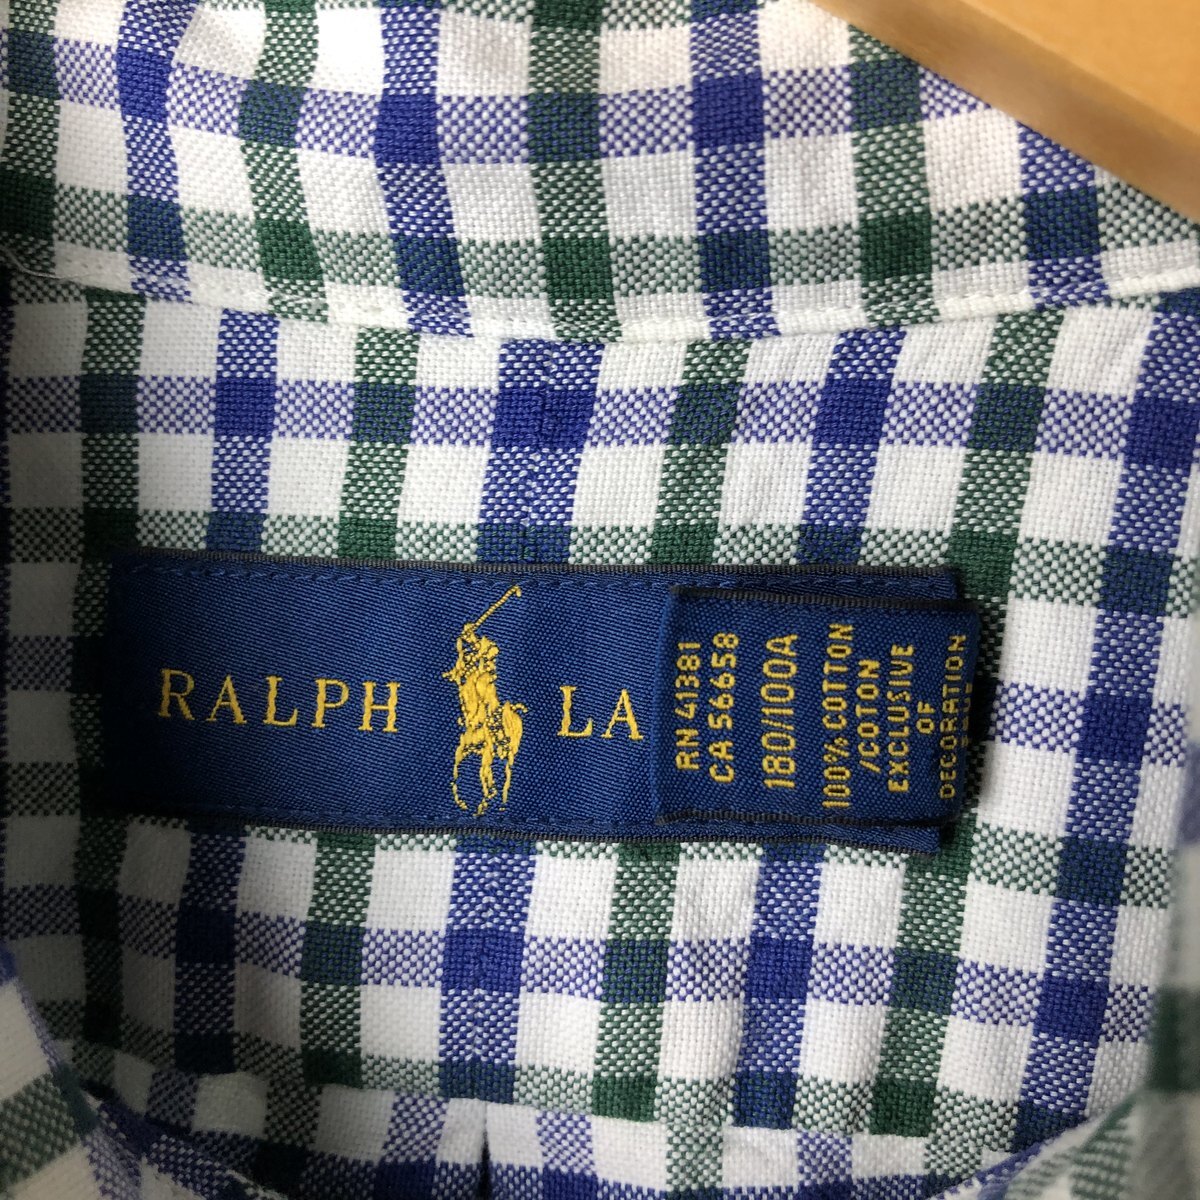 RALPH LA
RN 41381
CA 56658
180/100A
100% COTTON
/COTON
EXCLUSIVE
OF
DECORATION